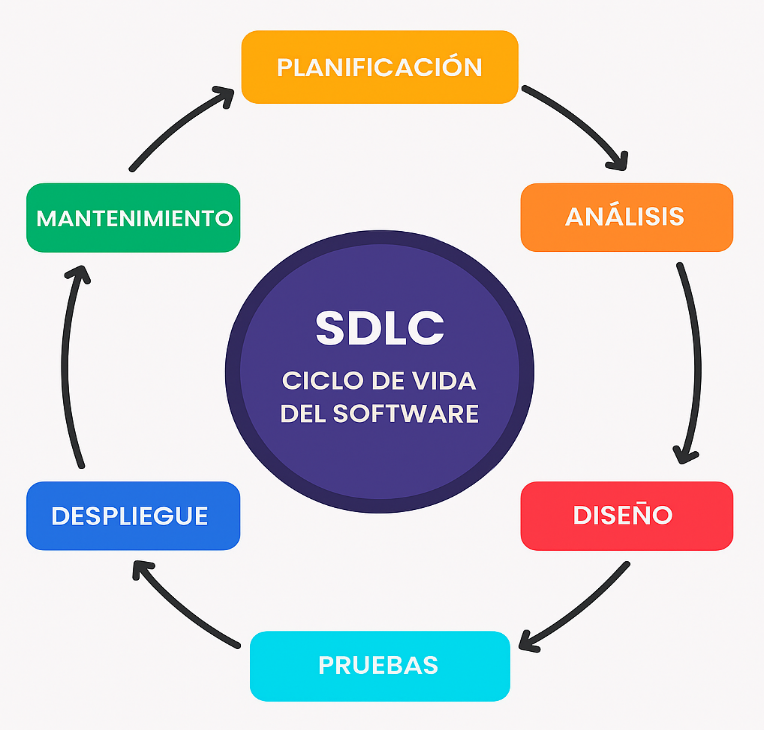 PLANIFICACIÓN
ANÁLISIS
DISEÑO
PRUEBAS
DESPLIEGUE
MANTENIMIENTO
SDLC
CICLO DE VIDA
DEL SOFTWARE